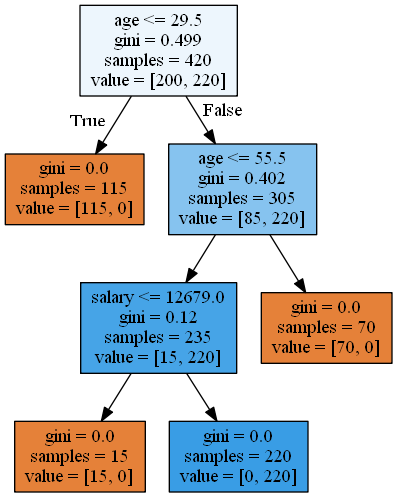 age <= 29.5
gini = 0.499
samples = 420
value = [200, 220]
True
False
gini = 0.0
samples = 115
value = [115, 0]
age <= 55.5
gini = 0.402
samples = 305
value = [85, 220]
salary <= 12679.0
gini = 0.12
samples = 235
value = [15, 220]
gini = 0.0
samples = 70
value = [70, 0]
gini = 0.0
samples = 15
value = [15, 0]
gini = 0.0
samples = 220
value = [0, 220]